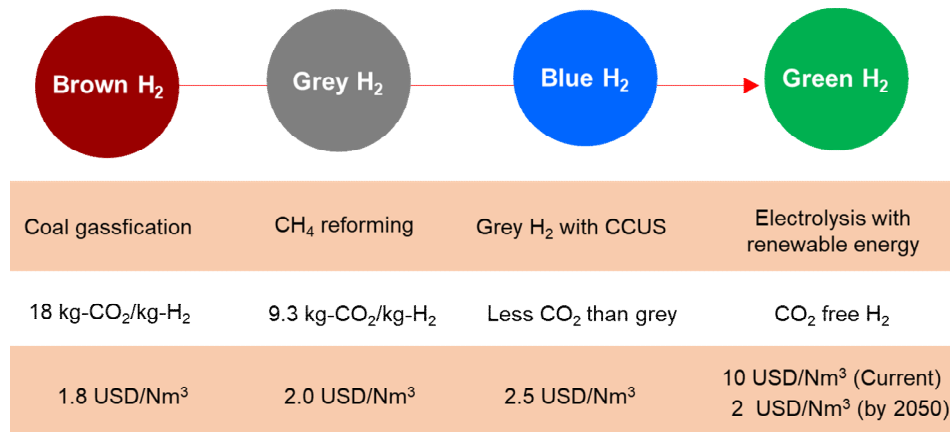 Brown H₂
Grey H₂
Blue H₂
Green H₂
Coal gassfication
CH₄ reforming
Grey H₂ with CCUS
Electrolysis with
renewable energy
18 kg-CO₂/kg-H₂
9.3 kg-CO₂/kg-H₂
Less CO₂ than grey
CO₂ free H₂
1.8 USD/Nm³
2.0 USD/Nm³
2.5 USD/Nm³
10 USD/Nm³ (Current)
2 USD/Nm³ (by 2050)